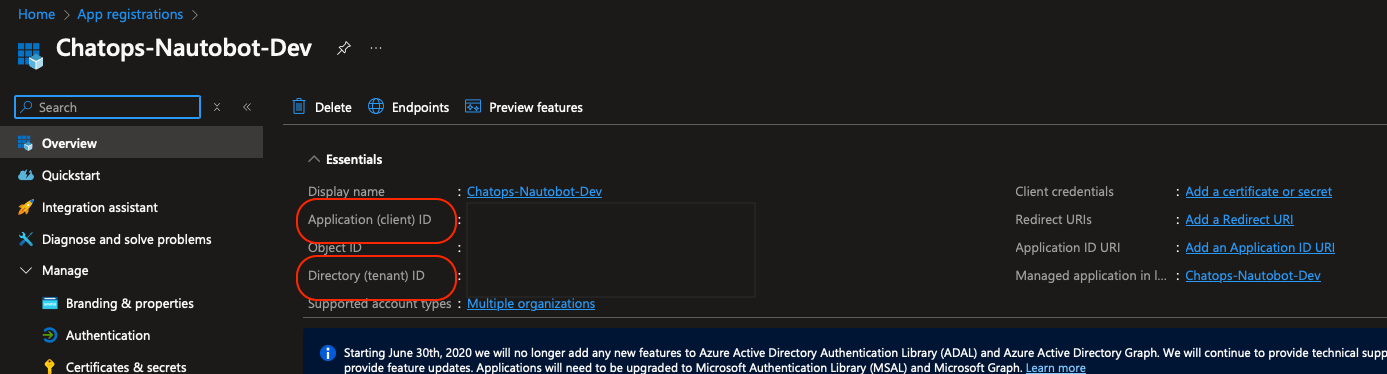 Home > App registrations >
Chatops-Nautobot-Dev
Search
Delete Endpoints Preview features
Overview
Quickstart
Integration assistant
Diagnose and solve problems
Manage
Branding & properties
Authentication
Certificates & secrets
Essentials
Display name : Chatops-Nautobot-Dev
Application (client) ID :
Object ID :
Directory (tenant) ID :
Supported account types : Multiple organizations
Client credentials : Add a certificate or secret
Redirect URIs : Add a Redirect URI
Application ID URI : Add an Application ID URI
Managed application in l... : Chatops-Nautobot-Dev
Starting June 30th, 2020 we will no longer add any new features to Azure Active Directory Authentication Library (ADAL) and Azure Active Directory Graph. We will continue to provide technical supp
provide feature updates. Applications will need to be upgraded to Microsoft Authentication Library (MSAL) and Microsoft Graph. Learn more